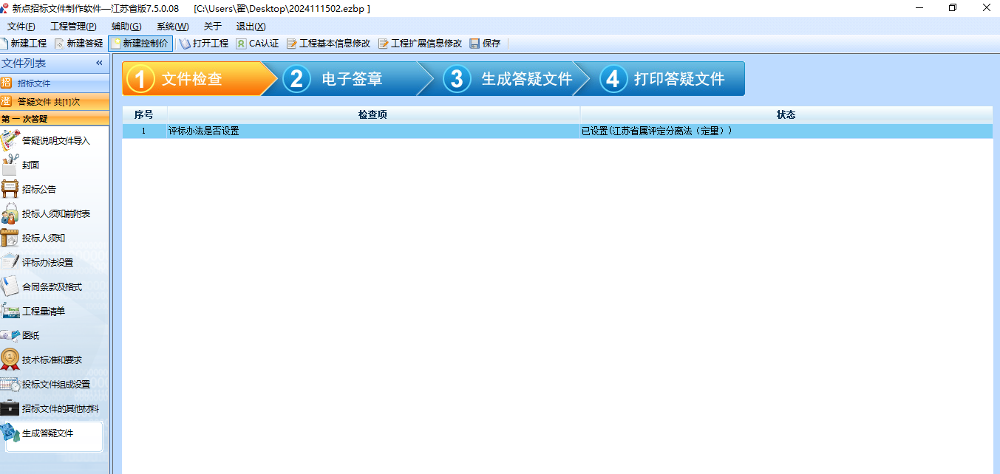 新点招标文件制作软件—江苏省版7.5.0.08 [C:\Users\翟\Desktop\2024111502.ezbp ]
文件(F) 工程管理(P) 辅助(G) 系统(W) 关于 退出(X)
新建工程 新建答疑 新建控制价 打开工程 CA认证 工程基本信息修改 工程扩展信息修改 保存
文件列表 «
招 招标文件
澄 答疑文件 共[1]次
第一次答疑
答疑说明文件导入
封面
招标公告
投标人须知前附表
投标人须知
评标办法设置
合同条款及格式
工程量清单
图纸
技术标准和要求
投标文件组成设置
招标文件的其他材料
生成答疑文件
1 文件检查 2 电子签章 3 生成答疑文件 4 打印答疑文件
序号 检查项 状态
1 评标办法是否设置 已设置(江苏省属评定分离法（定量）)